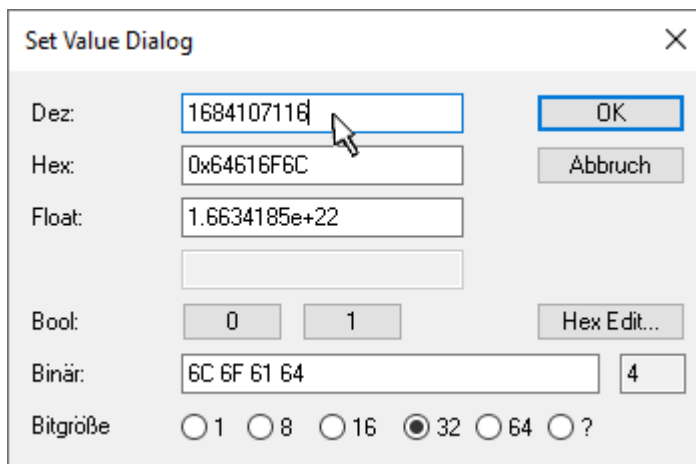 Set Value Dialog
Dez: 1684107116 OK
Hex: 0x64616F6C Abbruch
Float: 1.6634185e+22
Bool: 0 1 Hex Edit...
Binär: 6C 6F 61 64 4
Bitgröße 1 8 16 32 64 ?